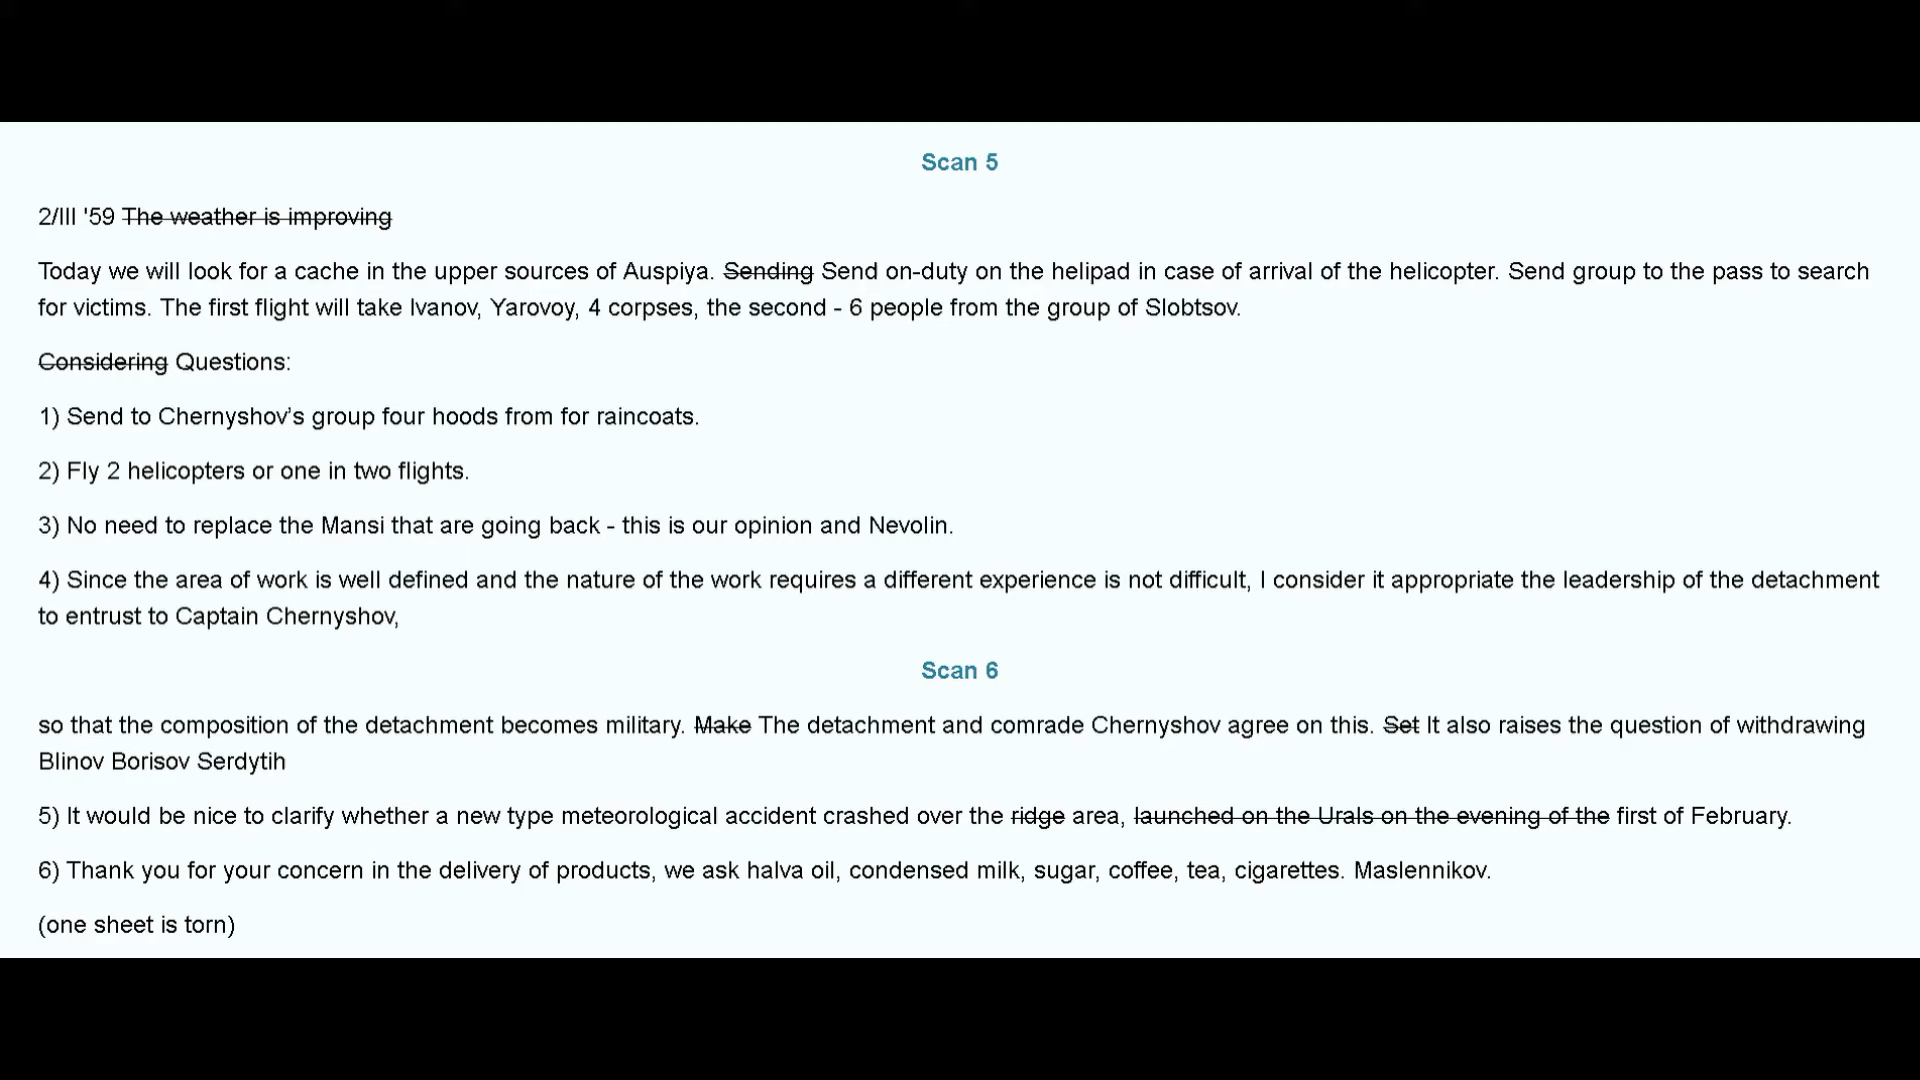 Scan 5
2/III '59 The weather is improving
Today we will look for a cache in the upper sources of Auspiya. Sending Send on-duty on the helipad in case of arrival of the helicopter. Send group to the pass to search
for victims. The first flight will take Ivanov, Yarovoy, 4 corpses, the second - 6 people from the group of Slobtsov.
Considering Questions:
1) Send to Chernyshov’s group four hoods from for raincoats.
2) Fly 2 helicopters or one in two flights.
3) No need to replace the Mansi that are going back - this is our opinion and Nevolin.
4) Since the area of work is well defined and the nature of the work requires a different experience is not difficult, I consider it appropriate the leadership of the detachment
to entrust to Captain Chernyshov,
Scan 6
so that the composition of the detachment becomes military. Make The detachment and comrade Chernyshov agree on this. Set It also raises the question of withdrawing
Blinov Borisov Serdytih
5) It would be nice to clarify whether a new type meteorological accident crashed over the ridge area, launched on the Urals on the evening of the first of February.
6) Thank you for your concern in the delivery of products, we ask halva oil, condensed milk, sugar, coffee, tea, cigarettes. Maslennikov.
(one sheet is torn)